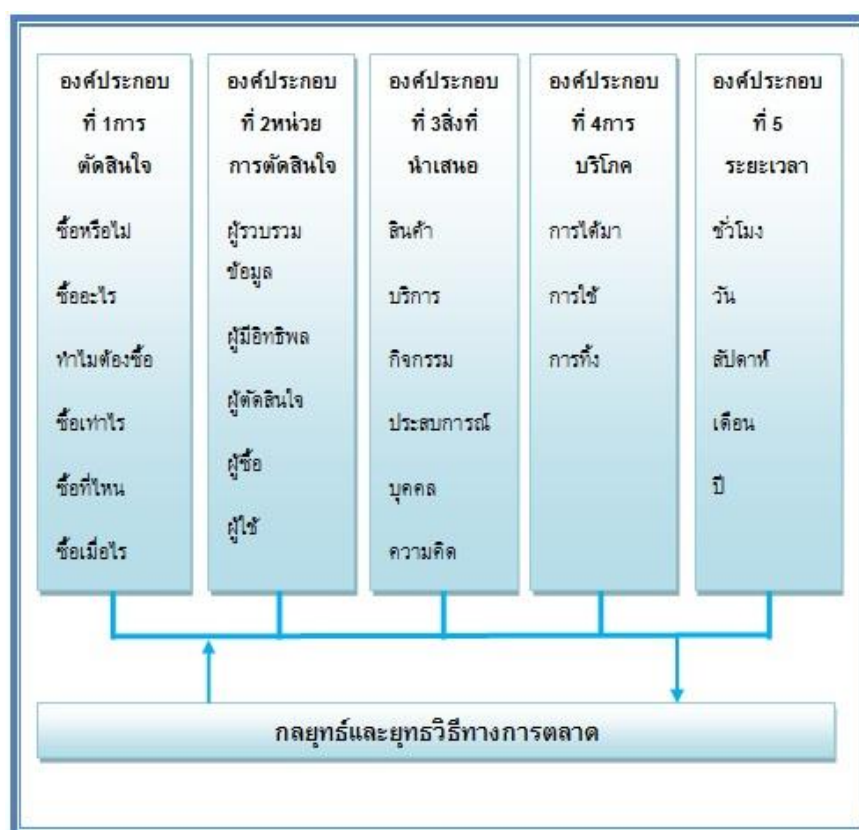 องค์ประกอบ
ที่ 1การ
ตัดสินใจ
ซื้อหรือไม่
ซื้ออะไร
ทำไมต้องซื้อ
ซื้อเท่าไร
ซื้อที่ไหน
ซื้อเมื่อไร
องค์ประกอบ
ที่ 2หน่วย
การตัดสินใจ
ผู้รวบรวม
ข้อมูล
ผู้มีอิทธิพล
ผู้ตัดสินใจ
ผู้ซื้อ
ผู้ใช้
องค์ประกอบ
ที่ 3สิ่งที่
นำเสนอ
สินค้า
บริการ
กิจกรรม
ประสบการณ์
บุคคล
ความคิด
องค์ประกอบ
ที่ 4การ
บริโภค
การได้มา
การใช้
การทิ้ง
องค์ประกอบ
ที่ 5
ระยะเวลา
ชั่วโมง
วัน
สัปดาห์
เดือน
ปี
กลยุทธ์และยุทธวิธีทางการตลาด